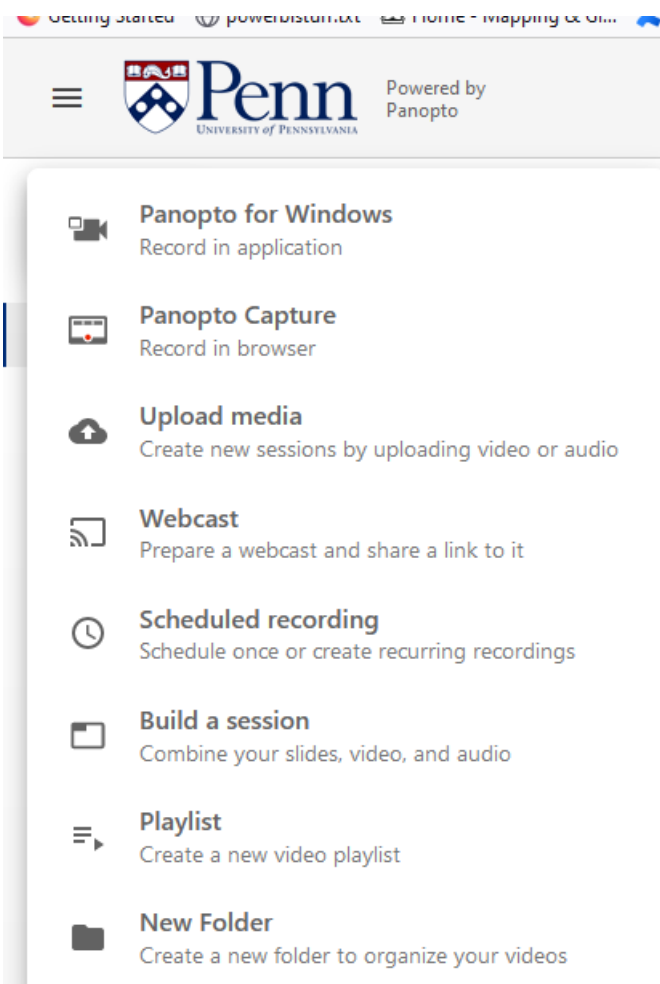 Getting Started powerbistuff.txt Home - Mapping & Gi...
Penn
UNIVERSITY of PENNSYLVANIA
Powered by
Panopto
Panopto for Windows
Record in application
Panopto Capture
Record in browser
Upload media
Create new sessions by uploading video or audio
Webcast
Prepare a webcast and share a link to it
Scheduled recording
Schedule once or create recurring recordings
Build a session
Combine your slides, video, and audio
Playlist
Create a new video playlist
New Folder
Create a new folder to organize your videos